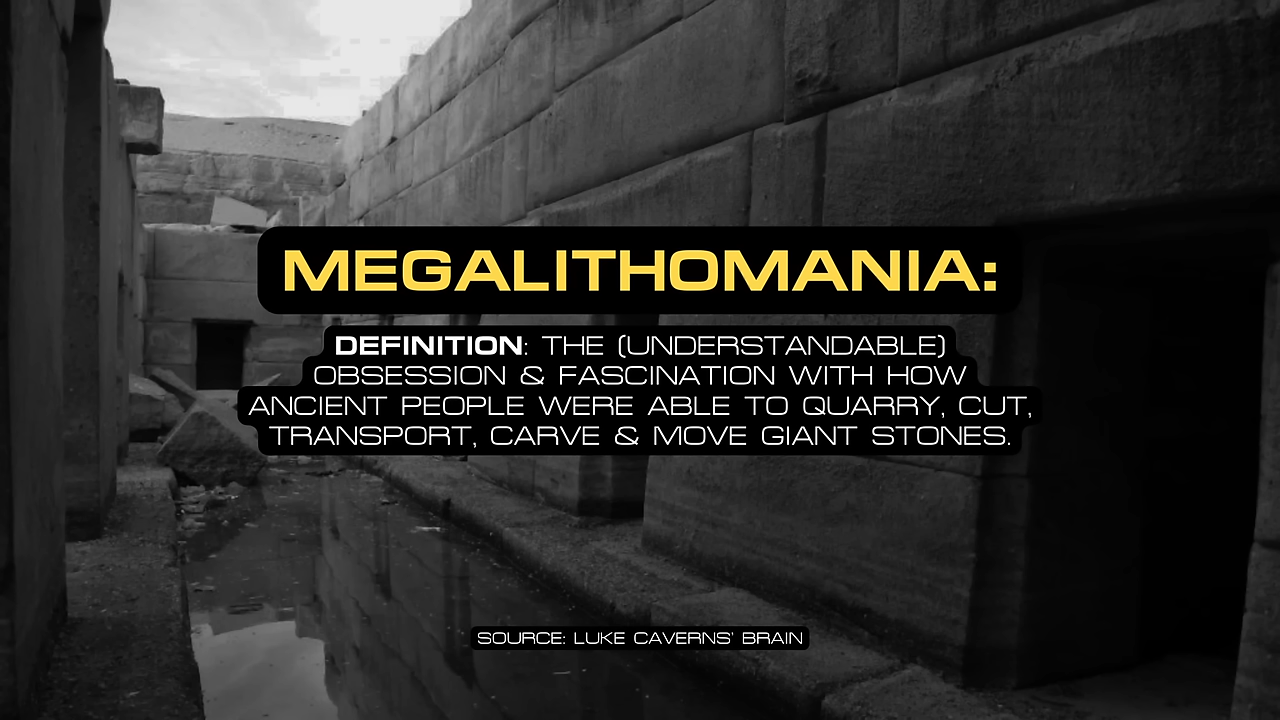 MEGALITHOMANIA:
DEFINITION: THE (UNDERSTANDABLE)
OBSESSION & FASCINATION WITH HOW
ANCIENT PEOPLE WERE ABLE TO QUARRY, CUT,
TRANSPORT, CARVE & MOVE GIANT STONES.
SOURCE: LUKE CAVERNS' BRAIN